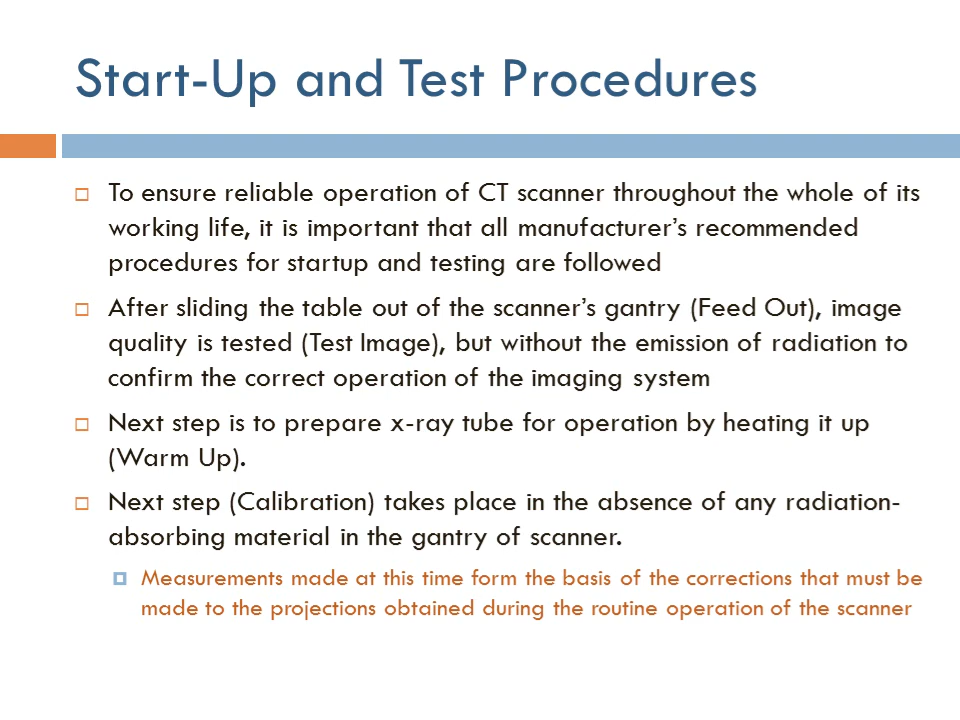 Start-Up and Test Procedures
To ensure reliable operation of CT scanner throughout the whole of its
working life, it is important that all manufacturer’s recommended
procedures for startup and testing are followed
After sliding the table out of the scanner’s gantry (Feed Out), image
quality is tested (Test Image), but without the emission of radiation to
confirm the correct operation of the imaging system
Next step is to prepare x-ray tube for operation by heating it up
(Warm Up).
Next step (Calibration) takes place in the absence of any radiation-
absorbing material in the gantry of scanner.
Measurements made at this time form the basis of the corrections that must be
made to the projections obtained during the routine operation of the scanner